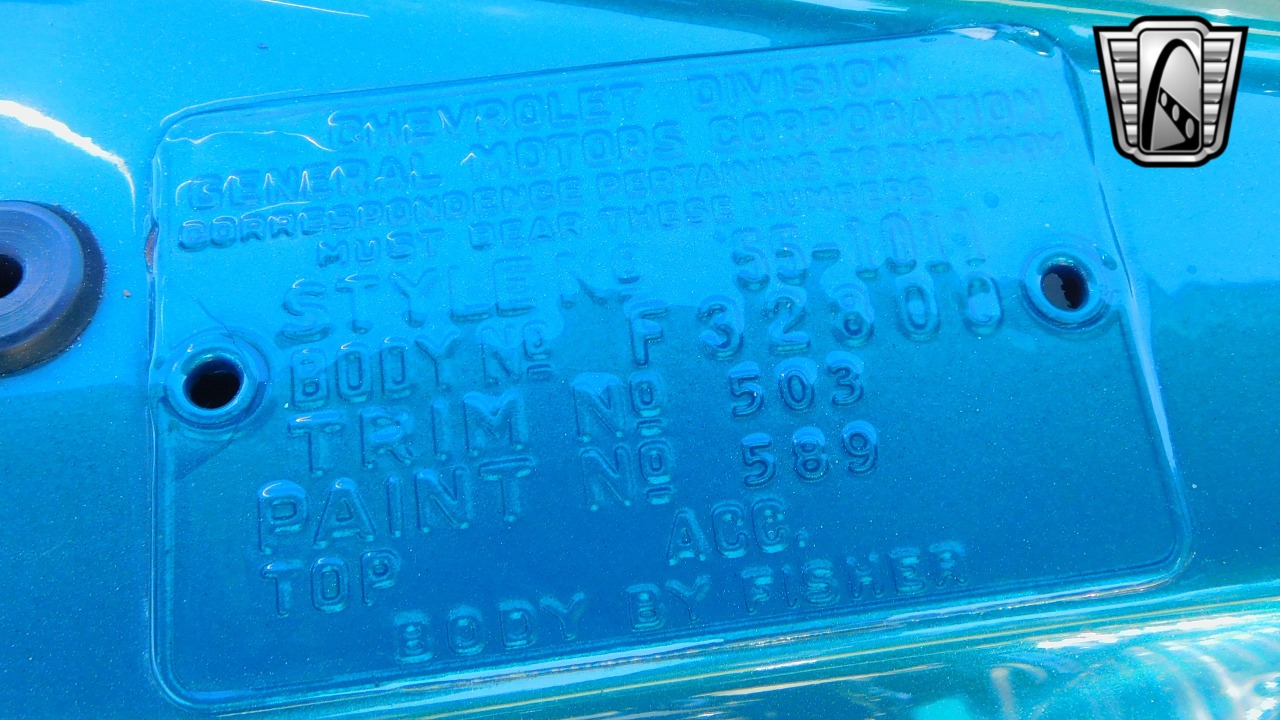 CHEVROLET DIVISION
GENERAL MOTORS CORPORATION
CORRESPONDENCE PERTAINING TO THE BODY
MUST BEAR THESE NUMBERS
STYLE No 55-1011
BODY No F 32800
TRIM No 503
PAINT No 589
TOP ACC.
BODY BY FISHER